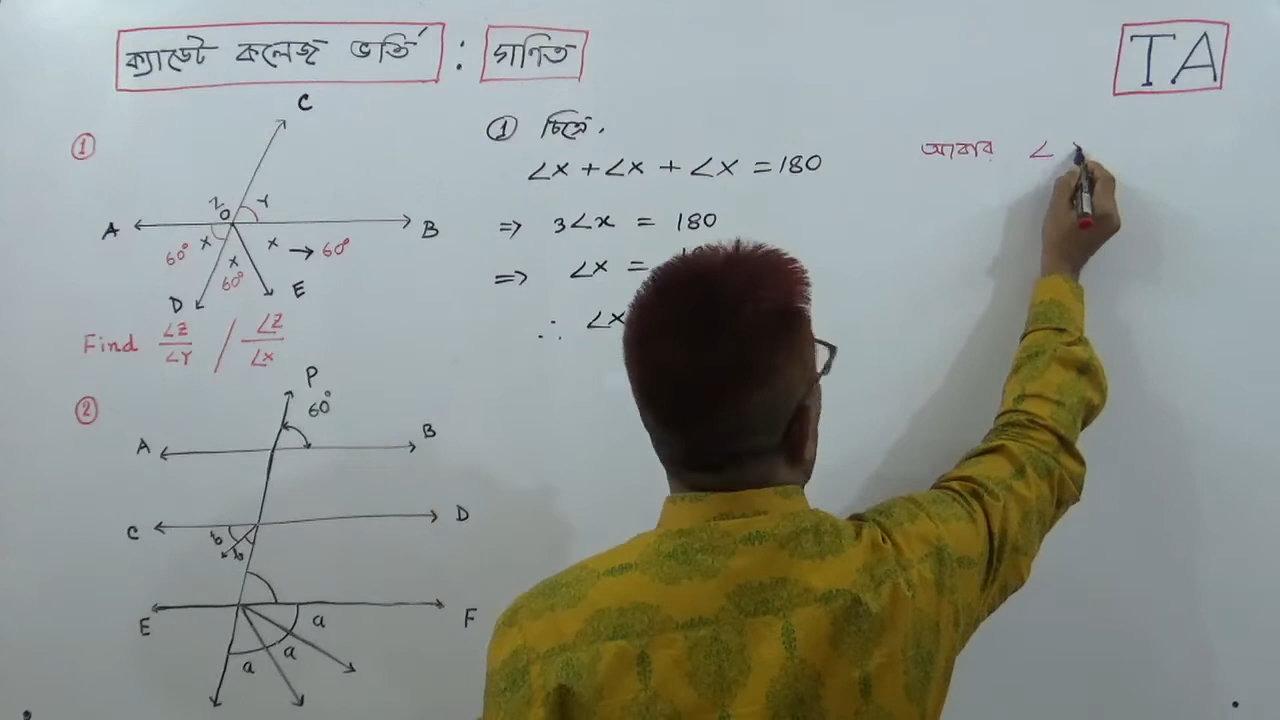 ক্যাডেট কলেজ ভর্তি : গণিত
TA
1
C
Z O Y
A B
60° x x → 60°
x
60°
D E
Find ∠Z/∠Y / ∠Z/∠X
① চিত্রে,
∠X + ∠X + ∠X = 180
⇒ 3∠x = 180
⇒ ∠x =
∴ ∠x
আবার ∠
2
P
60°
A B
C D
b b
E F
a
a a